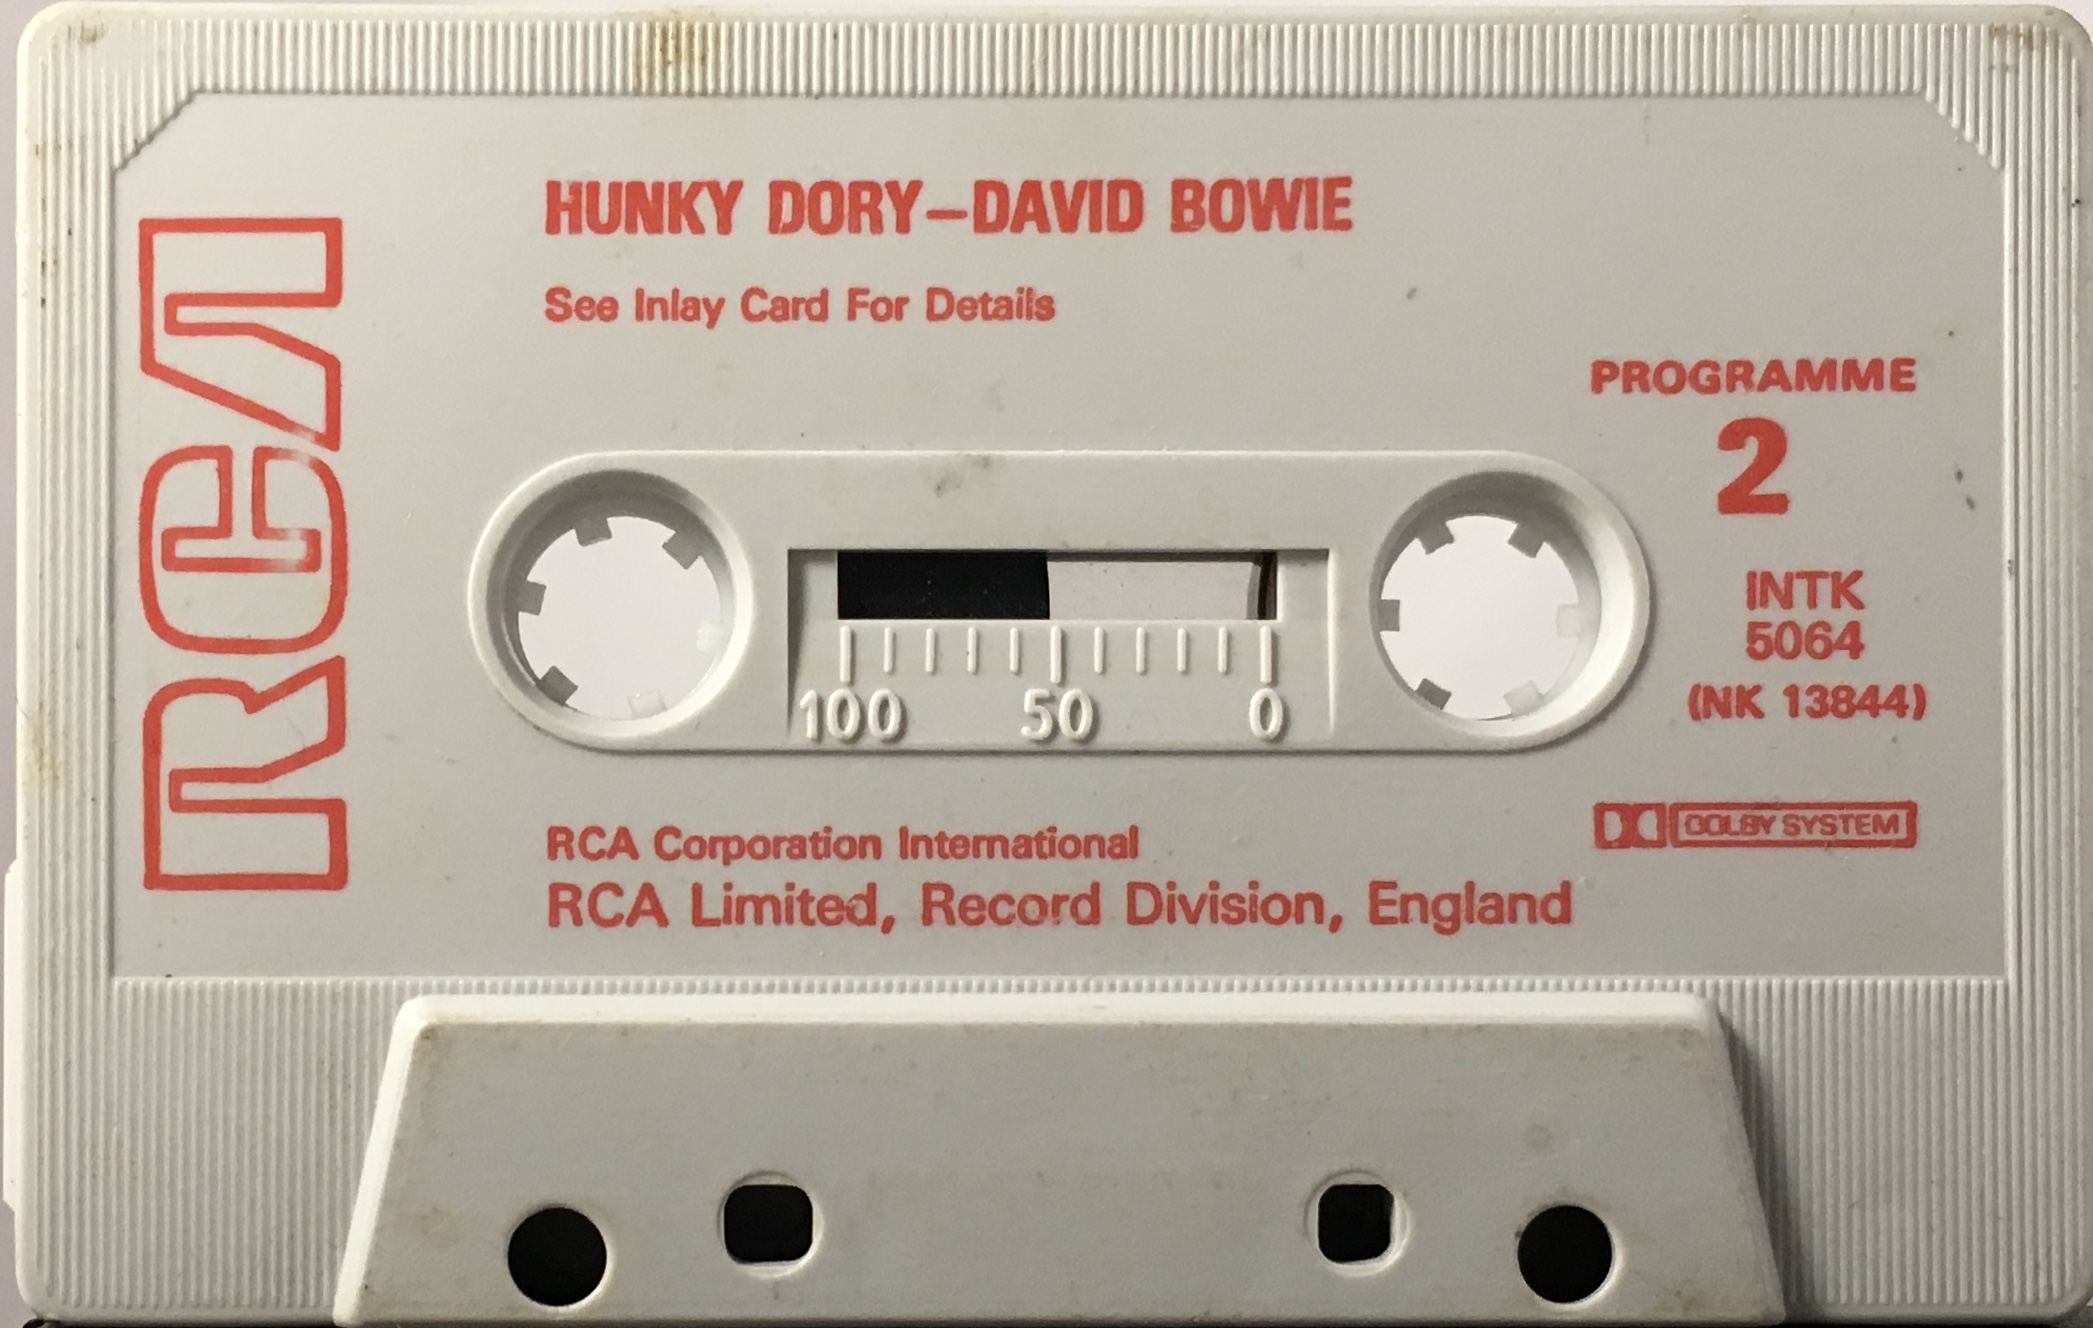 HUNKY DORY–DAVID BOWIE
See Inlay Card For Details
RCA
PROGRAMME
2
INTK
5064
(NK 13844)
100 50 0
DOLBY SYSTEM
RCA Corporation International
RCA Limited, Record Division, England